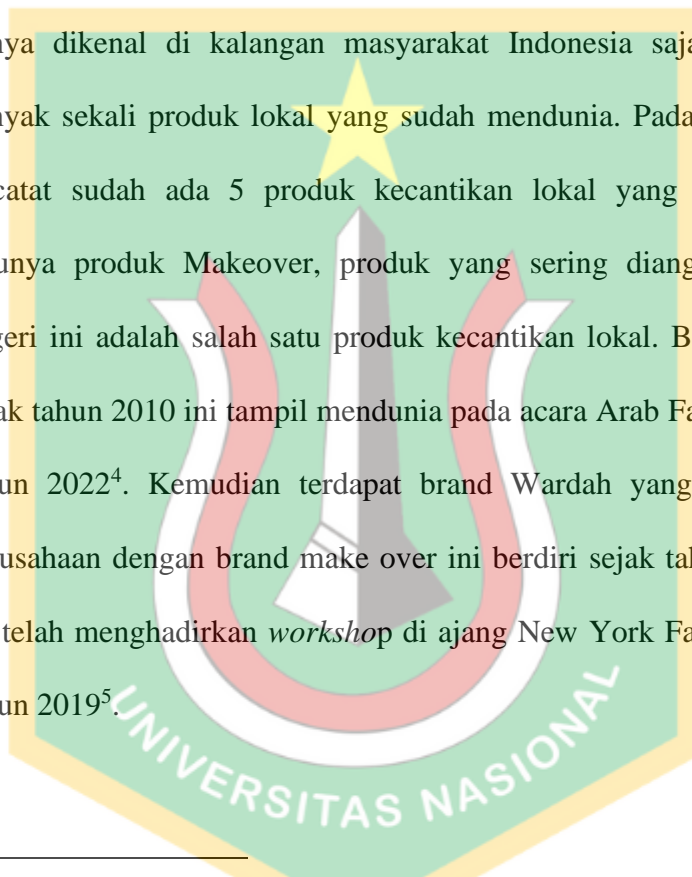 nya dikenal di kalangan masyarakat Indonesia saja
nyak sekali produk lokal yang sudah mendunia. Pada
catat sudah ada 5 produk kecantikan lokal yang
unya produk Makeover, produk yang sering diang
geri ini adalah salah satu produk kecantikan lokal. B
ak tahun 2010 ini tampil mendunia pada acara Arab Fa
un 2022⁴. Kemudian terdapat brand Wardah yang
usahaan dengan brand make over ini berdiri sejak tah
telah menghadirkan workshop di ajang New York Fa
un 2019⁵.
UNIVERSITAS NASIONAL